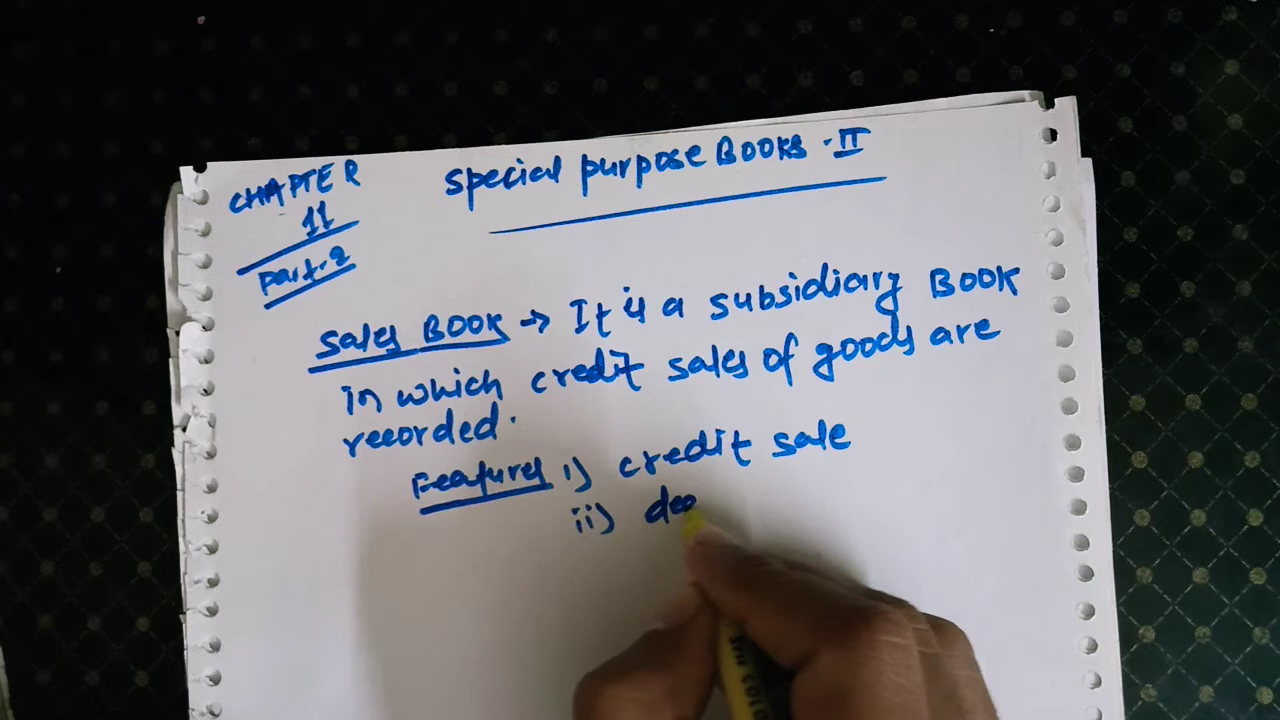 CHAPTER
11
Part-2
Special purpose BOOKS -II
Sales BOOK → It is a subsidiary BOOK
in which credit sales of goods are
recorded.
Features i) credit sale
ii)